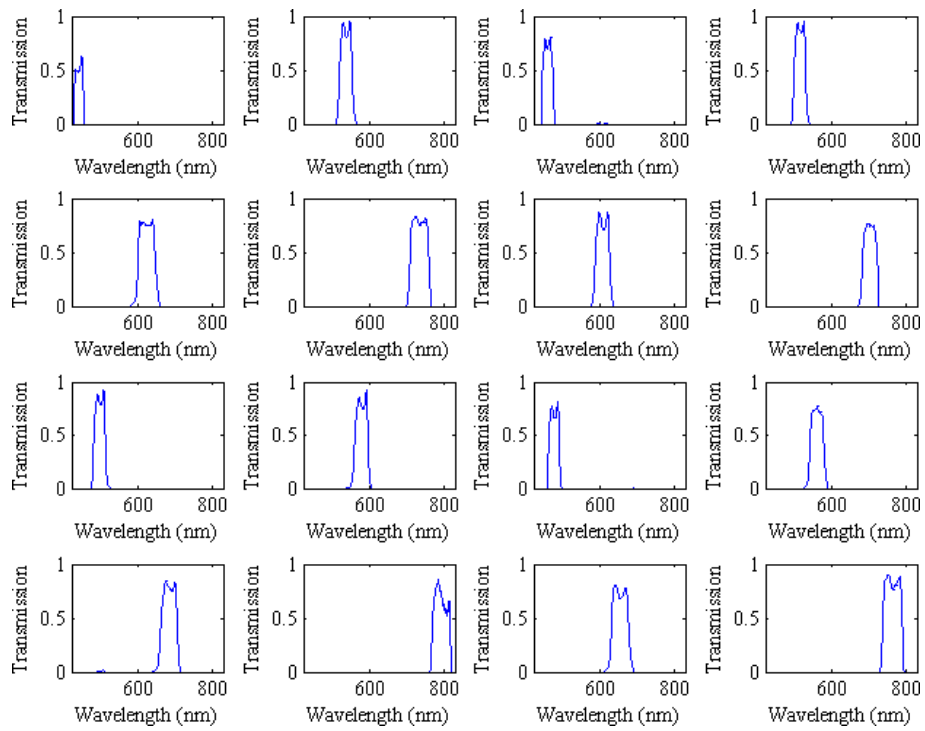 1 1 1 1
Transmission Transmission Transmission Transmission
0.5 0.5 0.5 0.5
0 0 0 0
600 800 600 800 600 800 600 800
Wavelength (nm) Wavelength (nm) Wavelength (nm) Wavelength (nm)
1 1 1 1
Transmission Transmission Transmission Transmission
0.5 0.5 0.5 0.5
0 0 0 0
600 800 600 800 600 800 600 800
Wavelength (nm) Wavelength (nm) Wavelength (nm) Wavelength (nm)
1 1 1 1
Transmission Transmission Transmission Transmission
0.5 0.5 0.5 0.5
0 0 0 0
600 800 600 800 600 800 600 800
Wavelength (nm) Wavelength (nm) Wavelength (nm) Wavelength (nm)
1 1 1 1
Transmission Transmission Transmission Transmission
0.5 0.5 0.5 0.5
0 0 0 0
600 800 600 800 600 800 600 800
Wavelength (nm) Wavelength (nm) Wavelength (nm) Wavelength (nm)